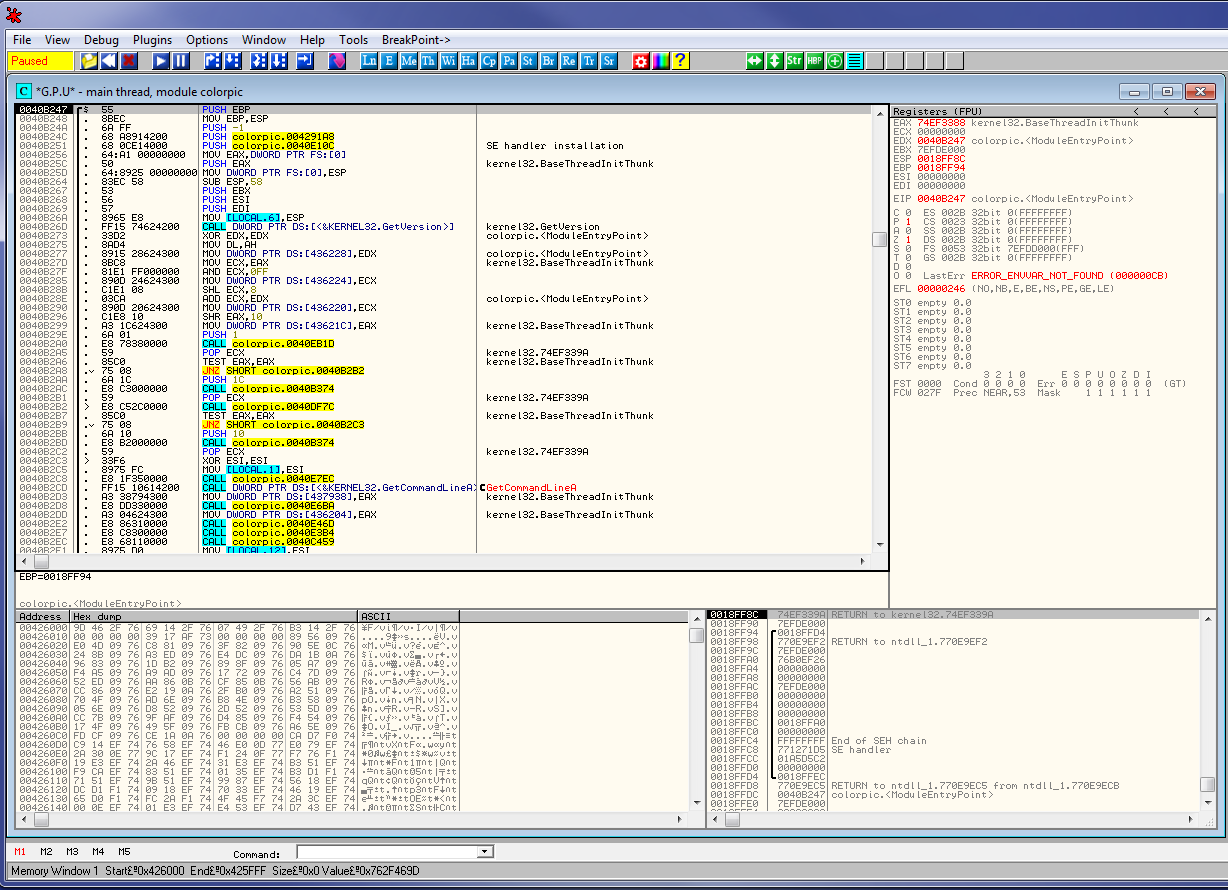 File View Debug Plugins Options Window Help Tools BreakPoint->
Paused Ln E Me Th Wi Ha Cp Pa St Br Re Tr Sr ? Str HBP
C *G.P.U* - main thread, module colorpic
0040B247 $ 55 PUSH EBP
0040B248 . 8BEC MOV EBP,ESP
0040B24A . 6A FF PUSH -1
0040B24C . 68 A8914200 PUSH colorpic.004291A8
0040B251 . 68 0CE14000 PUSH colorpic.0040E10C SE handler installation
0040B256 . 64:A1 00000000 MOV EAX,DWORD PTR FS:[0]
0040B25C . 50 PUSH EAX kernel32.BaseThreadInitThunk
0040B25D . 64:8925 00000000 MOV DWORD PTR FS:[0],ESP
0040B264 . 83EC 58 SUB ESP,58
0040B267 . 53 PUSH EBX
0040B268 . 56 PUSH ESI
0040B269 . 57 PUSH EDI
0040B26A . 8965 E8 MOV [LOCAL.6],ESP
0040B26D . FF15 74624200 CALL DWORD PTR DS:[<&KERNEL32.GetVersion>] kernel32.GetVersion
0040B273 . 33D2 XOR EDX,EDX colorpic.<ModuleEntryPoint>
0040B275 . 8AD4 MOV DL,AH
0040B277 . 8915 28624300 MOV DWORD PTR DS:[436228],EDX colorpic.<ModuleEntryPoint>
0040B27D . 8BC8 MOV ECX,EAX kernel32.BaseThreadInitThunk
0040B27F . 81E1 FF000000 AND ECX,0FF
0040B285 . 890D 24624300 MOV DWORD PTR DS:[436224],ECX
0040B28B . C1E1 08 SHL ECX,8
0040B28E . 03CA ADD ECX,EDX colorpic.<ModuleEntryPoint>
0040B290 . 890D 20624300 MOV DWORD PTR DS:[436220],ECX
0040B296 . C1E8 10 SHR EAX,10
0040B299 . A3 1C624300 MOV DWORD PTR DS:[43621C],EAX kernel32.BaseThreadInitThunk
0040B29E . 6A 01 PUSH 1
0040B2A0 . E8 78380000 CALL colorpic.0040EB1D
0040B2A5 . 59 POP ECX kernel32.74EF339A
0040B2A6 . 85C0 TEST EAX,EAX kernel32.BaseThreadInitThunk
0040B2A8 . 75 08 JNZ SHORT colorpic.0040B2B2
0040B2AA . 6A 1C PUSH 1C
0040B2AC . E8 C3000000 CALL colorpic.0040B374
0040B2B1 . 59 POP ECX kernel32.74EF339A
0040B2B2 > E8 C52C0000 CALL colorpic.0040DF7C
0040B2B7 . 85C0 TEST EAX,EAX kernel32.BaseThreadInitThunk
0040B2B9 . 75 08 JNZ SHORT colorpic.0040B2C3
0040B2BB . 6A 10 PUSH 10
0040B2BD . E8 B2000000 CALL colorpic.0040B374
0040B2C2 . 59 POP ECX kernel32.74EF339A
0040B2C3 > 33F6 XOR ESI,ESI
0040B2C5 . 8975 FC MOV [LOCAL.1],ESI
0040B2C8 . E8 1F350000 CALL colorpic.0040E7EC
0040B2CD . FF15 10614200 CALL DWORD PTR DS:[<&KERNEL32.GetCommandLineA>] GetCommandLineA
0040B2D3 . A3 38794300 MOV DWORD PTR DS:[437938],EAX kernel32.BaseThreadInitThunk
0040B2D8 . E8 DD330000 CALL colorpic.0040E6BA
0040B2DD . A3 04624300 MOV DWORD PTR DS:[436204],EAX kernel32.BaseThreadInitThunk
0040B2E2 . E8 86310000 CALL colorpic.0040E46D
0040B2E7 . E8 C8300000 CALL colorpic.0040E3B4
0040B2EC . E8 68110000 CALL colorpic.0040C459
0040B2F1 . 8975 D0 MOV [LOCAL.12],ESI
EBP=0018FF94
colorpic.<ModuleEntryPoint>
Registers (FPU) < < <
EAX 74EF3388 kernel32.BaseThreadInitThunk
ECX 00000000
EDX 0040B247 colorpic.<ModuleEntryPoint>
EBX 7EFDE000
ESP 0018FF8C
EBP 0018FF94
ESI 00000000
EDI 00000000
EIP 0040B247 colorpic.<ModuleEntryPoint>
C 0 ES 002B 32bit 0(FFFFFFFF)
P 1 CS 0023 32bit 0(FFFFFFFF)
A 0 SS 002B 32bit 0(FFFFFFFF)
Z 1 DS 002B 32bit 0(FFFFFFFF)
S 0 FS 0053 32bit 7EFDD000(FFF)
T 0 GS 002B 32bit 0(FFFFFFFF)
D 0
O 0 LastErr ERROR_ENVVAR_NOT_FOUND (000000CB)
EFL 00000246 (NO,NB,E,BE,NS,PE,GE,LE)
ST0 empty 0.0
ST1 empty 0.0
ST2 empty 0.0
ST3 empty 0.0
ST4 empty 0.0
ST5 empty 0.0
ST6 empty 0.0
ST7 empty 0.0
3 2 1 0 E S P U O Z D I
FST 0000 Cond 0 0 0 0 Err 0 0 0 0 0 0 0 0 (GT)
FCW 027F Prec NEAR,53 Mask 1 1 1 1 1 1
Address Hex dump ASCII
00426000 9D 46 2F 76 69 14 2F 76 07 49 2F 76 B3 14 2F 76
00426010 00 00 00 00 39 17 AF 73 00 00 00 00 89 56 09 76
00426020 E0 4D 09 76 C8 81 09 76 3F 82 09 76 90 5E 0C 76
00426030 24 8B 09 76 A3 ED 09 76 E4 DC 09 76 DA 1B 0A 76
00426040 96 83 09 76 1D B2 09 76 89 8F 09 76 05 A7 09 76
00426050 F4 A5 09 76 A9 AD 09 76 17 72 09 76 C4 7D 09 76
00426060 52 ED 09 76 AA 86 0B 76 CF 85 0B 76 56 AB 09 76
00426070 CC 86 09 76 E2 19 0A 76 2F B0 09 76 A2 51 09 76
00426080 70 4F 09 76 AD 6E 09 76 B8 4E 09 76 B3 58 09 76
00426090 05 6E 09 76 D8 52 09 76 2D 52 09 76 53 5D 09 76
004260A0 CC 7B 09 76 9F AF 09 76 D4 85 09 76 F4 54 09 76
004260B0 17 4F 09 76 49 5F 09 76 FB CB 09 76 A6 5E 09 76
004260C0 FD CF 09 76 CE 1A 0A 76 00 00 00 00 CA D7 F0 74
004260D0 C9 14 EF 74 76 58 EF 74 46 E0 0D 77 E0 79 EF 74
004260E0 2A 30 0E 77 9C 17 EF 74 F1 24 0F 77 F7 76 F1 74
004260F0 19 E3 EF 74 2A 46 EF 74 31 E3 EF 74 B3 51 EF 74
00426100 F9 CA EF 74 83 51 EF 74 01 35 EF 74 B3 D1 F1 74
00426110 71 51 EF 74 9B 51 EF 74 99 87 EF 74 56 18 EF 74
00426120 DC D1 F1 74 09 18 EF 74 70 33 EF 74 46 19 EF 74
00426130 65 D0 F1 74 FC 2A F1 74 4F 45 F7 74 2A 3C EF 74
00426140 00 0E EF 74 01 E3 EF 74 E4 53 EF 74 D7 43 EF 74
0018FF8C 74EF339A RETURN to kernel32.74EF339A
0018FF90 7EFDE000
0018FF94 0018FFD4
0018FF98 770E9EF2 RETURN to ntdll_1.770E9EF2
0018FF9C 7EFDE000
0018FFA0 76B0EF26
0018FFA4 00000000
0018FFA8 00000000
0018FFAC 7EFDE000
0018FFB0 00000000
0018FFB4 00000000
0018FFB8 00000000
0018FFBC 0018FFA0
0018FFC0 00000000
0018FFC4 FFFFFFFF End of SEH chain
0018FFC8 771271D5 SE handler
0018FFCC 01A5D5C2
0018FFD0 00000000
0018FFD4 0018FFEC
0018FFD8 770E9EC5 RETURN to ntdll_1.770E9EC5 from ntdll_1.770E9ECB
0018FFDC 0040B247 colorpic.<ModuleEntryPoint>
0018FFE0 7EFDE000
M1 M2 M3 M4 M5 Command:
Memory Window 1 Start£º0x426000 End£º0x425FFF Size£º0x0 Value£º0x762F469D